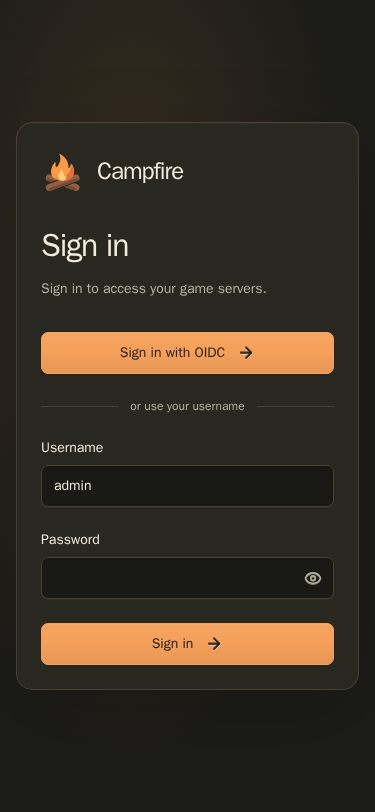 Campfire
Sign in
Sign in to access your game servers.
Sign in with OIDC
or use your username
Username
admin
Password
Sign in